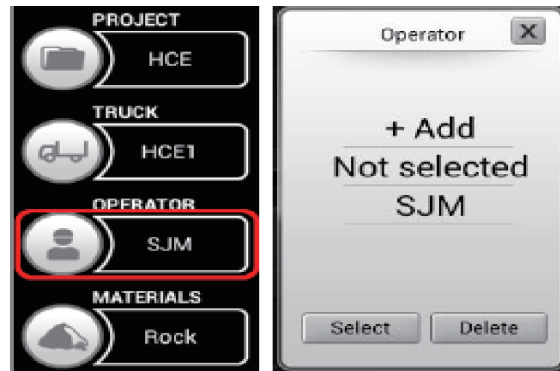 PROJECT
HCE
TRUCK
HCE1
OPERATOR
SJM
MATERIALS
Rock
Operator
X
+ Add
Not selected
SJM
Select
Delete